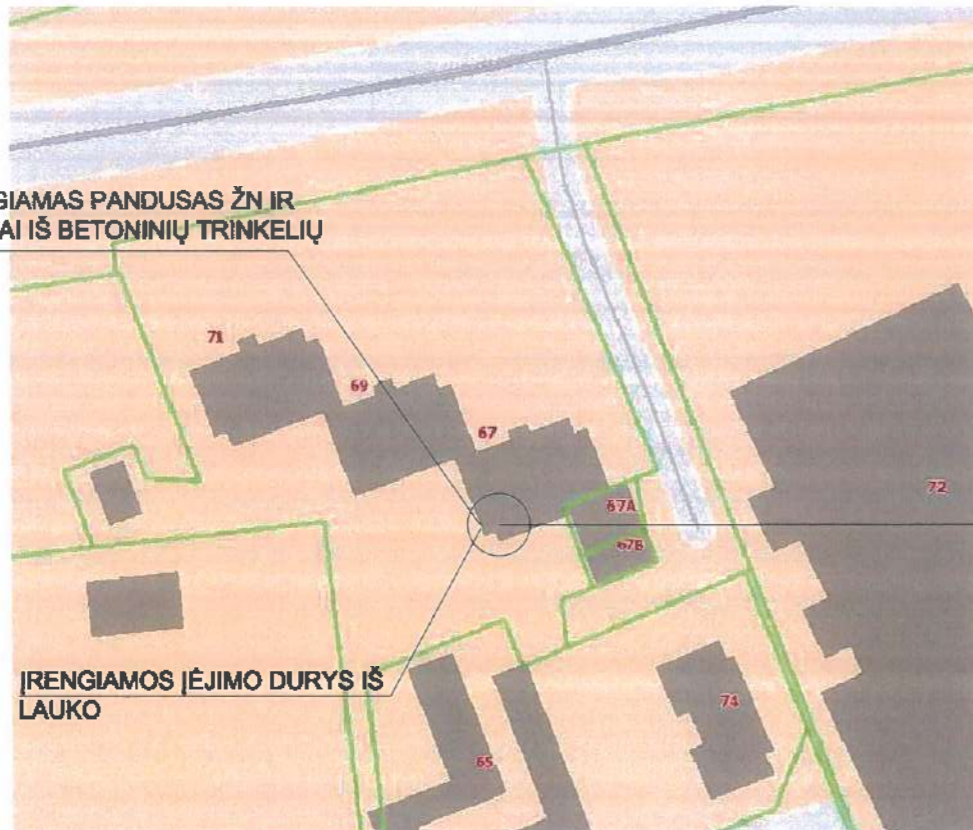 GIAMAS PANDUSAS ŽN IR
AI IŠ BETONINIŲ TRINKELIŲ
71
69
67
67A
67B
72
ĮRENGIAMOS ĮĖJIMO DURYS IŠ
LAUKO
74
65